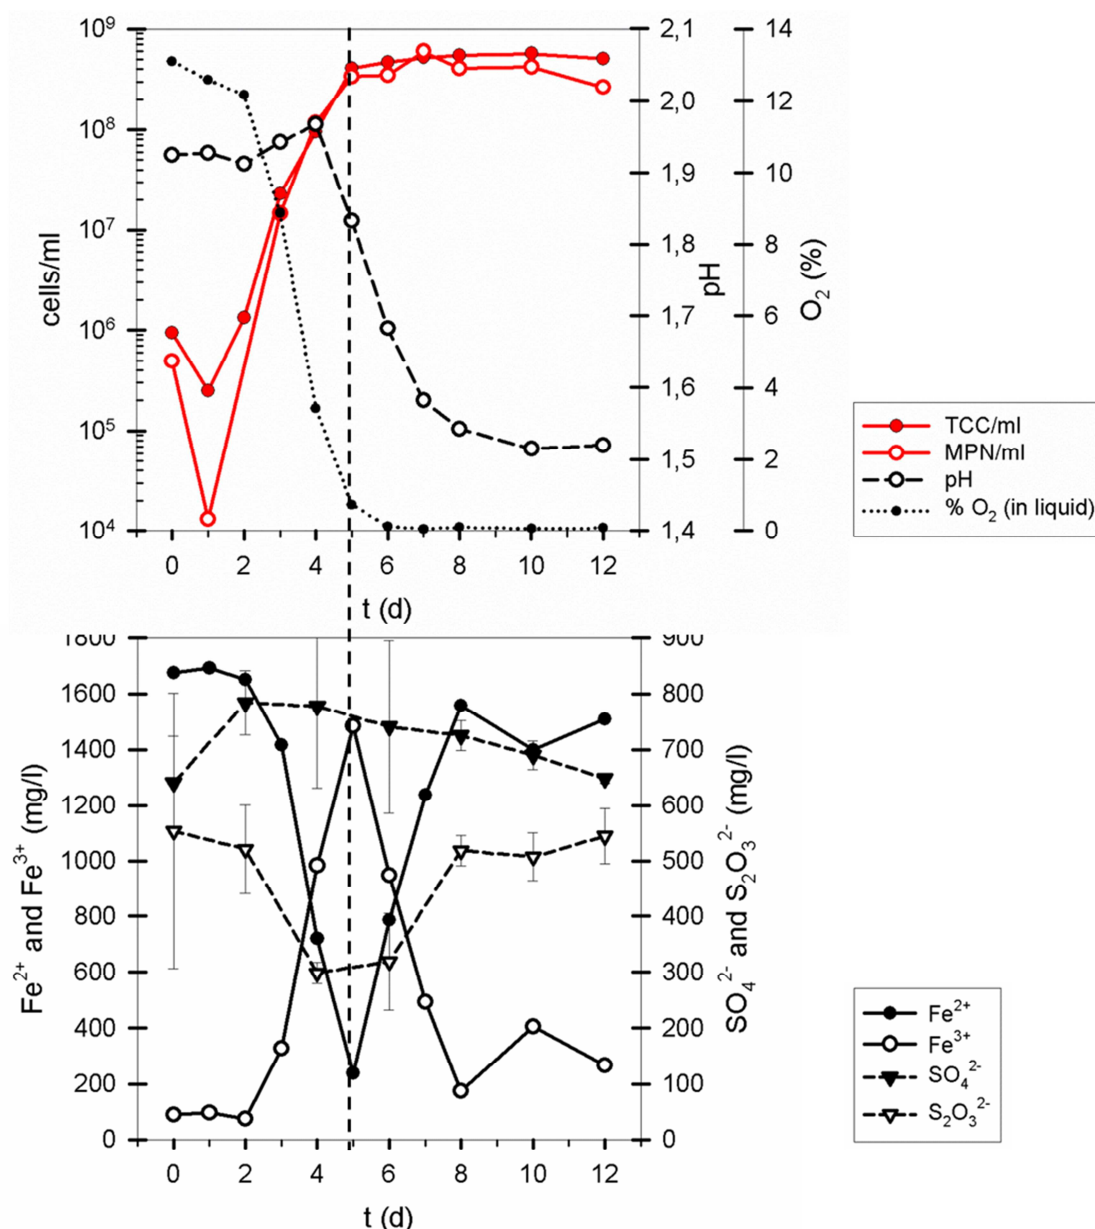 10⁹
10⁸
10⁷
10⁶
10⁵
10⁴
cells/ml
2,1
2,0
1,9
1,8
1,7
1,6
1,5
1,4
pH
14
12
10
8
6
4
2
0
O₂ (%)
0 2 4 6 8 10 12
t (d)
TCC/ml
MPN/ml
pH
% O₂ (in liquid)
1800
1600
1400
1200
1000
800
600
400
200
0
Fe²⁺ and Fe³⁺ (mg/l)
900
800
700
600
500
400
300
200
100
0
SO₄²⁻ and S₂O₃²⁻ (mg/l)
0 2 4 6 8 10 12
t (d)
Fe²⁺
Fe³⁺
SO₄²⁻
S₂O₃²⁻